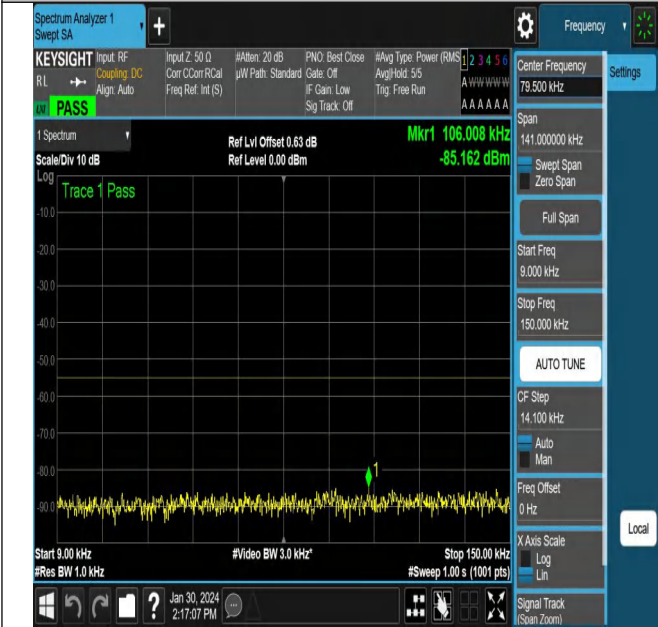 Spectrum Analyzer 1
Swept SA
+
Frequency
KEYSIGHT
RL
PASS
Input: RF
Coupling: DC
Align: Auto
Input Z: 50 Ω
Corr CCorr RCal
Freq Ref: Int (S)
#Atten: 20 dB
µW Path: Standard
PNO: Best Close
Gate: Off
IF Gain: Low
Sig Track: Off
#Avg Type: Power (RMS
Avg|Hold: 5/5
Trig: Free Run
1 2 3 4 5 6
A W W W W W
A A A A A A
1 Spectrum
Scale/Div 10 dB
Ref Lvl Offset 0.63 dB
Ref Level 0.00 dBm
Mkr1 106.008 kHz
-85.162 dBm
Log
Trace 1 Pass
-10.0
-20.0
-30.0
-40.0
-50.0
-60.0
-70.0
-80.0
-90.0
1
Start 9.00 kHz
#Res BW 1.0 kHz
#Video BW 3.0 kHz*
Stop 150.00 kHz
#Sweep 1.00 s (1001 pts)
?
Jan 30, 2024
2:17:07 PM
Center Frequency
79.500 kHz
Settings
Span
141.000000 kHz
Swept Span
Zero Span
Full Span
Start Freq
9.000 kHz
Stop Freq
150.000 kHz
AUTO TUNE
CF Step
14.100 kHz
Auto
Man
Freq Offset
0 Hz
X Axis Scale
Log
Lin
Local
Signal Track
(Span Zoom)